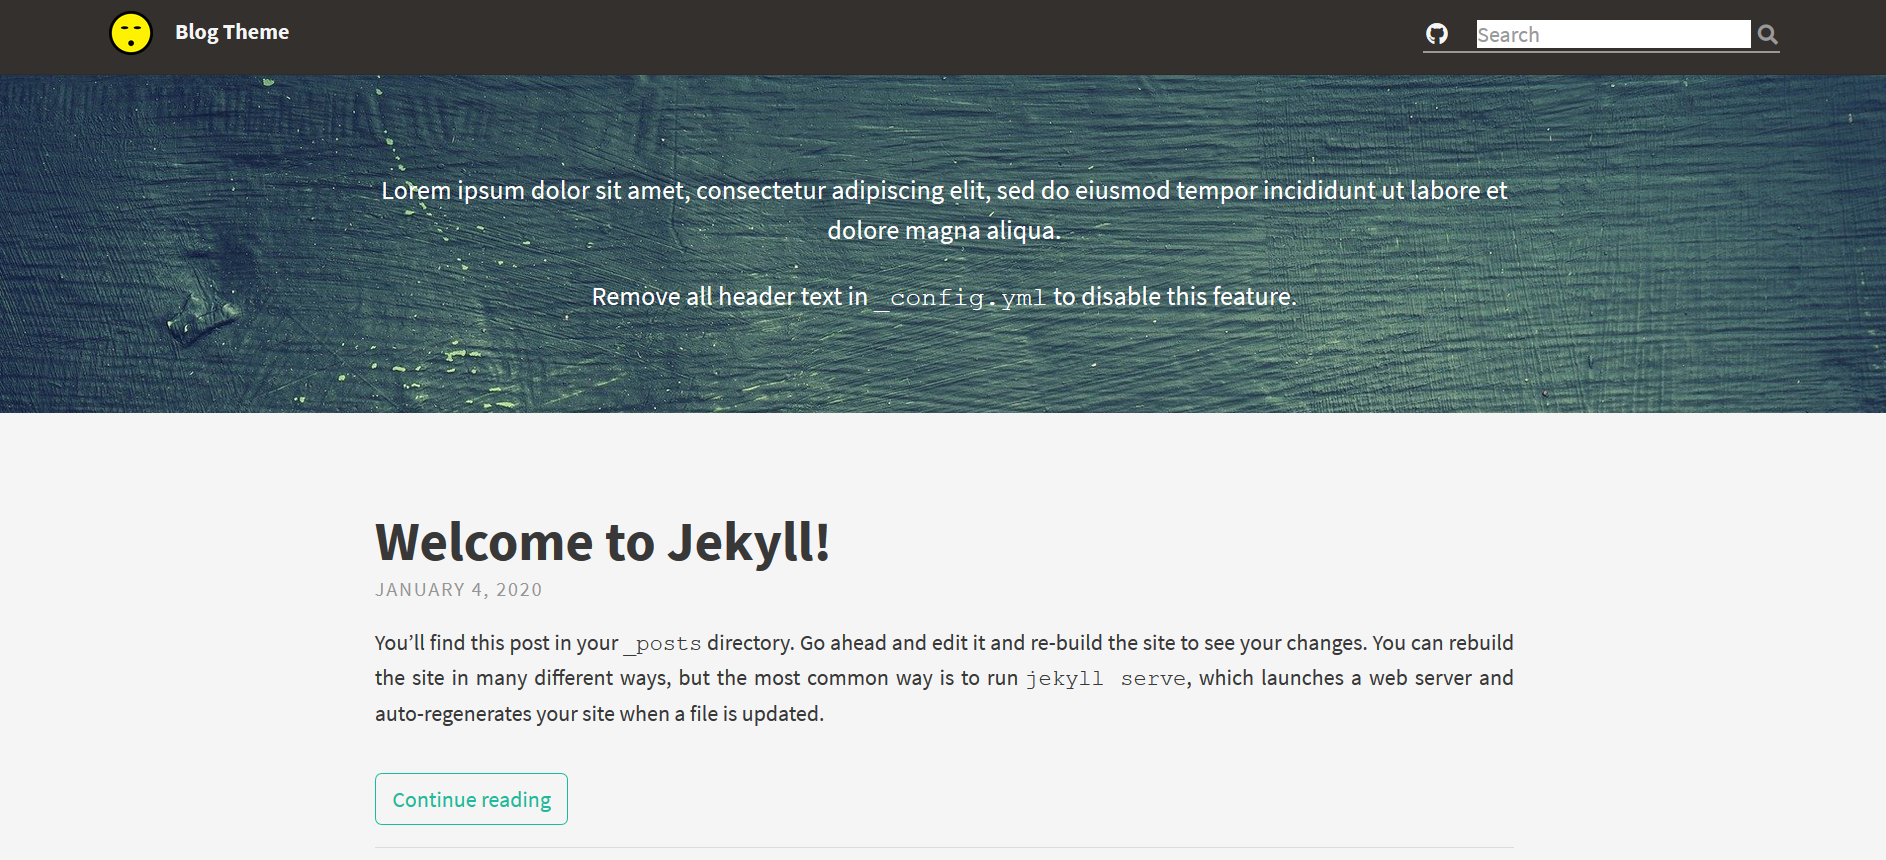 Blog Theme
Search
Lorem ipsum dolor sit amet, consectetur adipiscing elit, sed do eiusmod tempor incididunt ut labore et
dolore magna aliqua.
Remove all header text in _config.yml to disable this feature.
Welcome to Jekyll!
JANUARY 4, 2020
You’ll find this post in your _posts directory. Go ahead and edit it and re-build the site to see your changes. You can rebuild
the site in many different ways, but the most common way is to run jekyll serve, which launches a web server and
auto-regenerates your site when a file is updated.
Continue reading